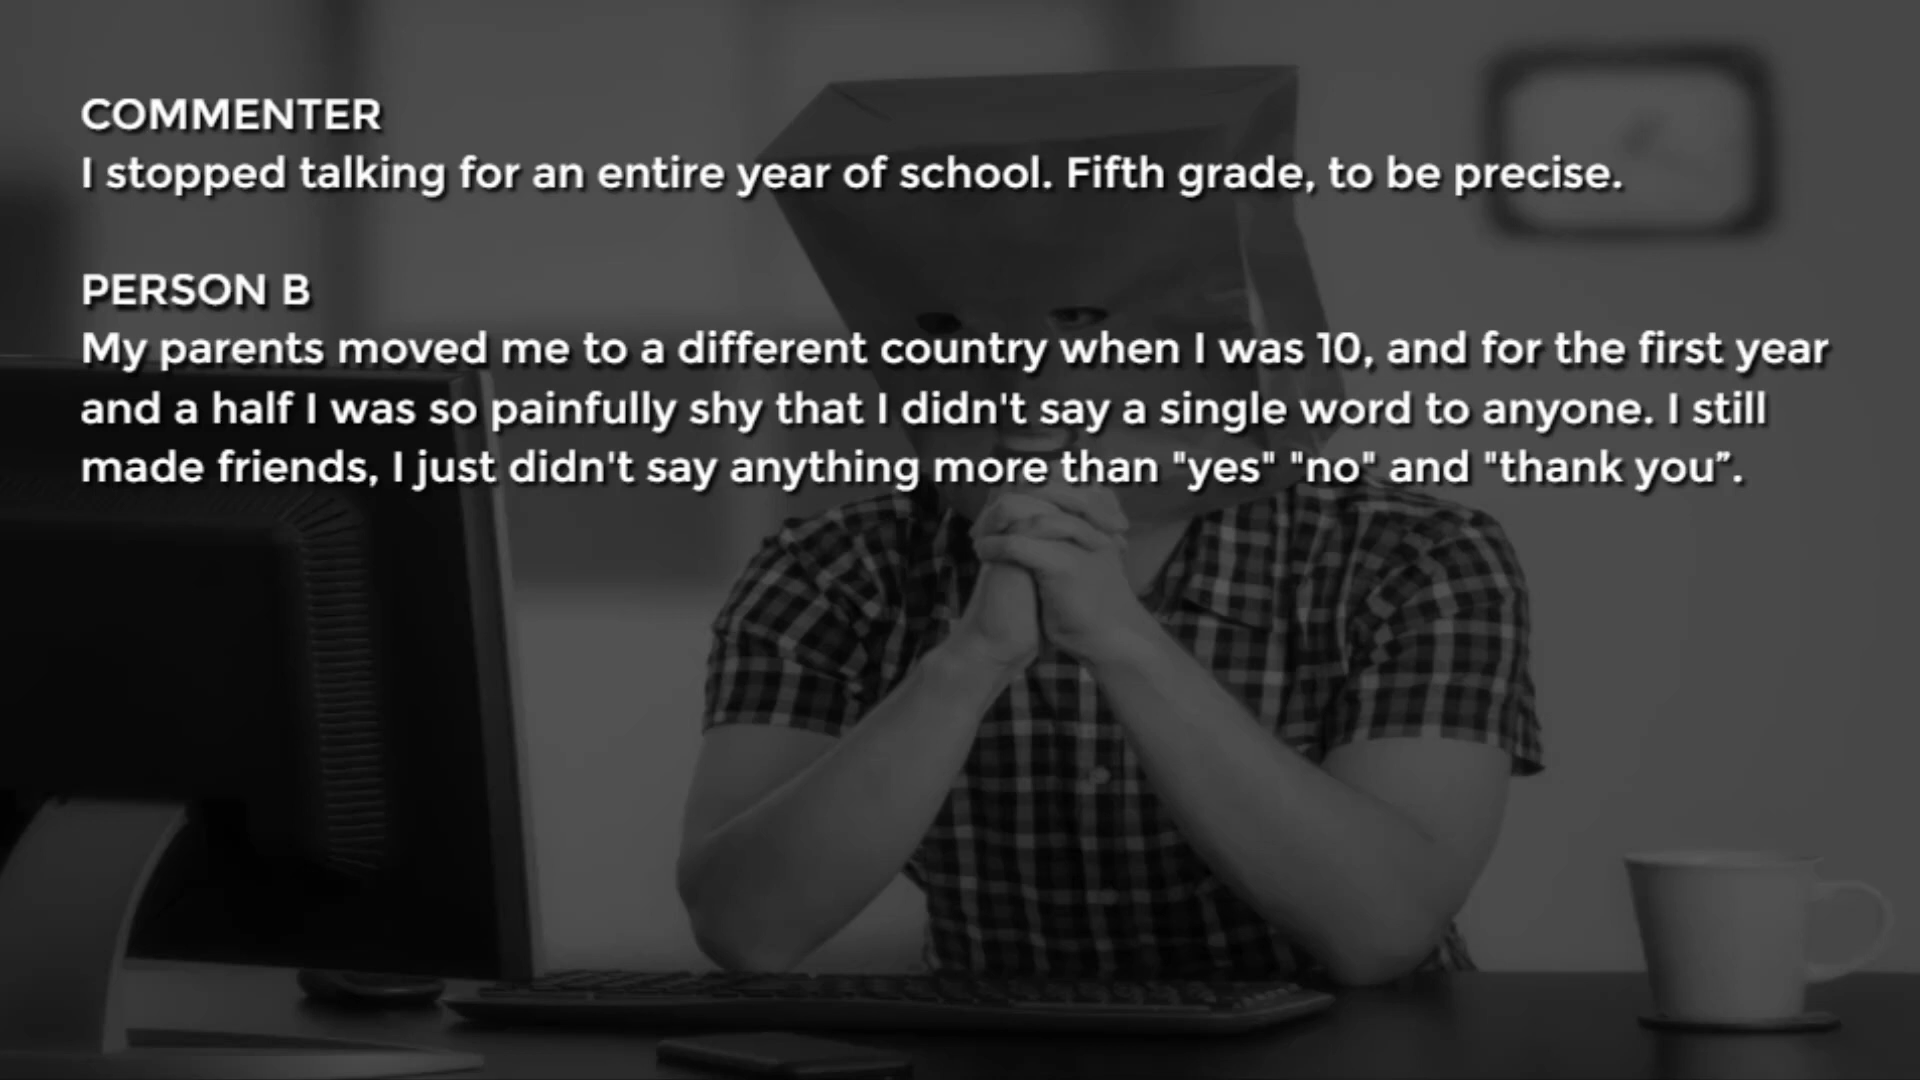 COMMENTER
I stopped talking for an entire year of school. Fifth grade, to be precise.
PERSON B
My parents moved me to a different country when I was 10, and for the first year
and a half I was so painfully shy that I didn't say a single word to anyone. I still
made friends, I just didn't say anything more than "yes" "no" and "thank you”.